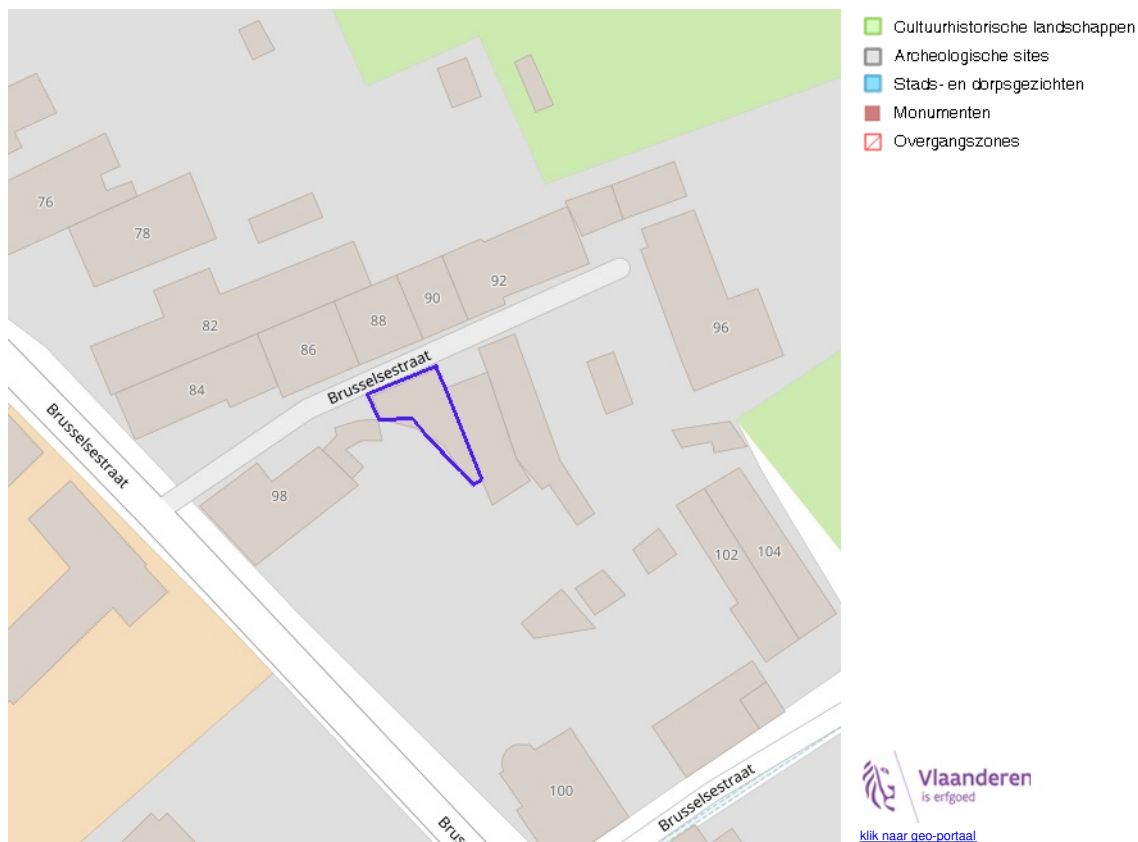 Cultuurhistorische landschappen
Archeologische sites
Stads- en dorpsgezichten
Monumenten
Overgangszones
76
78
82
84
86
88
90
92
96
Brusselsestraat
Brusselsestraat
98
102
104
100
Brusselsestraat
Brus
Vlaanderen
is erfgoed
klik naar geo-portaal